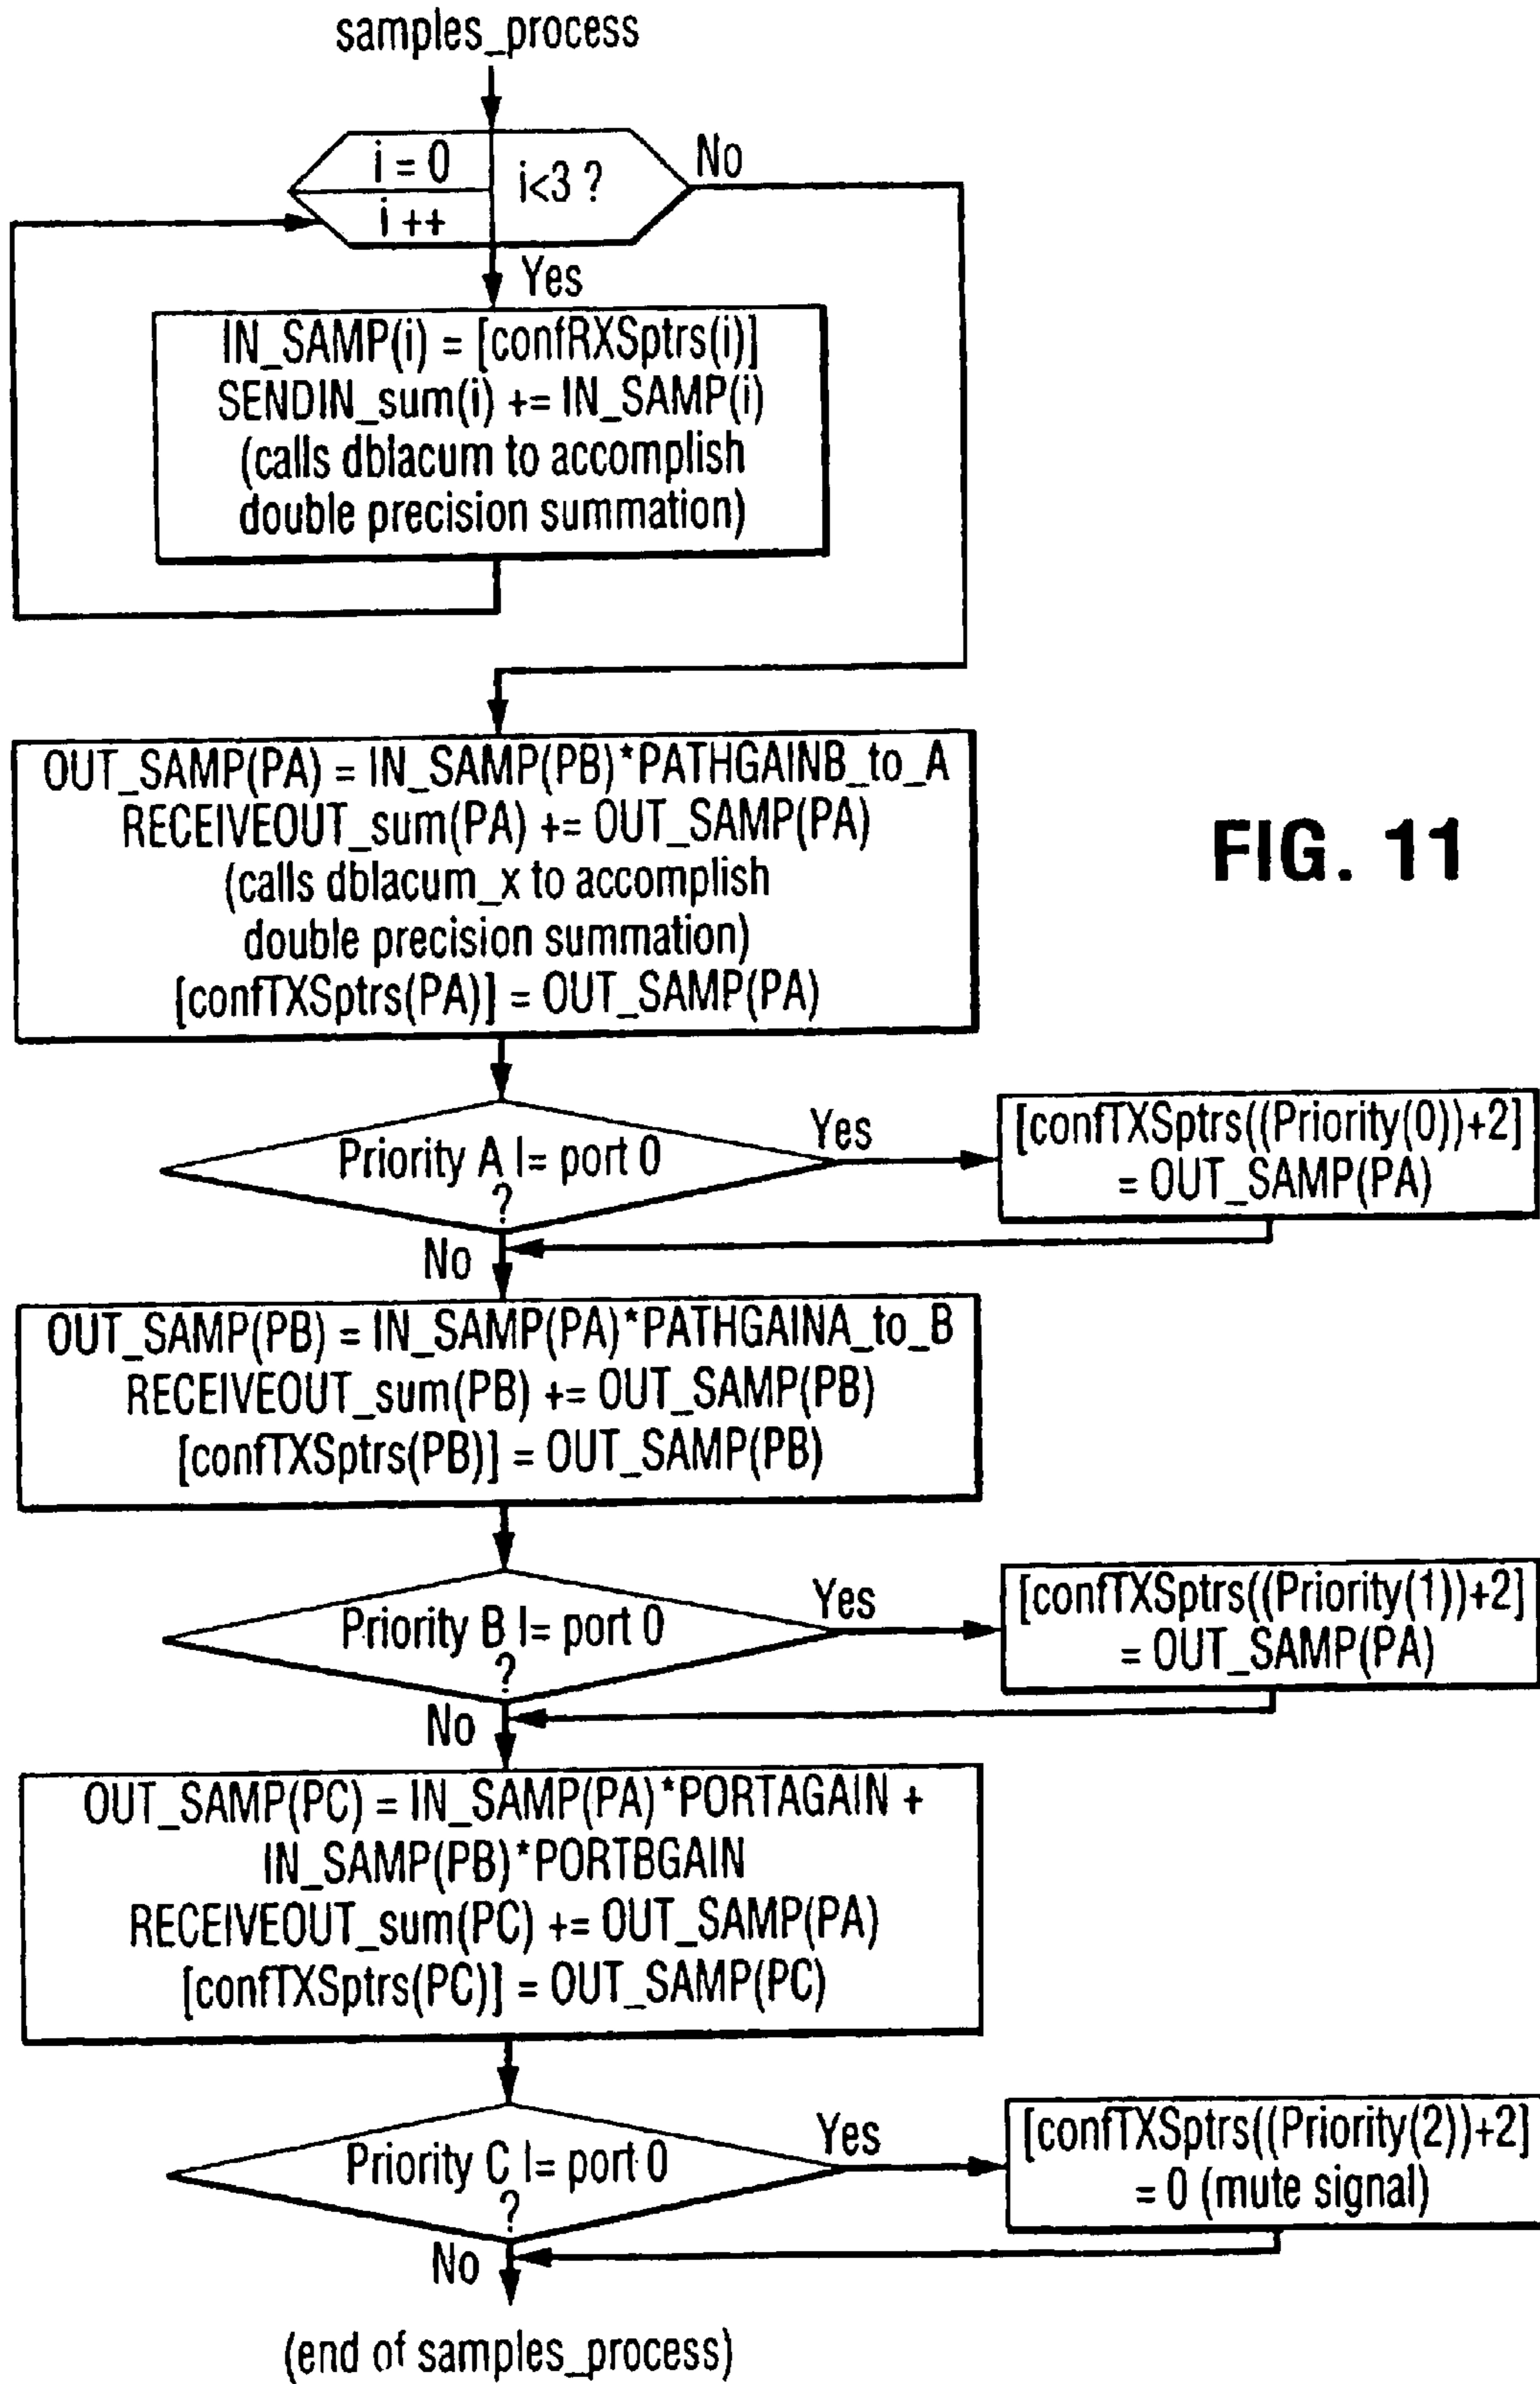 samples_process
i = 0
i ++
i<3 ?
No
Yes
IN_SAMP(i) = [confRXSptrs(i)]
SENDIN_sum(i) += IN_SAMP(i)
(calls dblacum to accomplish
double precision summation)
OUT_SAMP(PA) = IN_SAMP(PB)*PATHGAINB_to_A
RECEIVEOUT_sum(PA) += OUT_SAMP(PA)
(calls dblacum_x to accomplish
double precision summation)
[confTXSptrs(PA)] = OUT_SAMP(PA)
FIG. 11
Priority A I= port 0
?
Yes
[confTXSptrs((Priority(0))+2]
= OUT_SAMP(PA)
No
OUT_SAMP(PB) = IN_SAMP(PA)*PATHGAINA_to_B
RECEIVEOUT_sum(PB) += OUT_SAMP(PB)
[confTXSptrs(PB)] = OUT_SAMP(PB)
Priority B I= port 0
?
Yes
[confTXSptrs((Priority(1))+2]
= OUT_SAMP(PA)
No
OUT_SAMP(PC) = IN_SAMP(PA)*PORTAGAIN +
IN_SAMP(PB)*PORTBGAIN
RECEIVEOUT_sum(PC) += OUT_SAMP(PA)
[confTXSptrs(PC)] = OUT_SAMP(PC)
Priority C I= port 0
?
Yes
[confTXSptrs((Priority(2))+2]
= 0 (mute signal)
No
(end of samples_process)